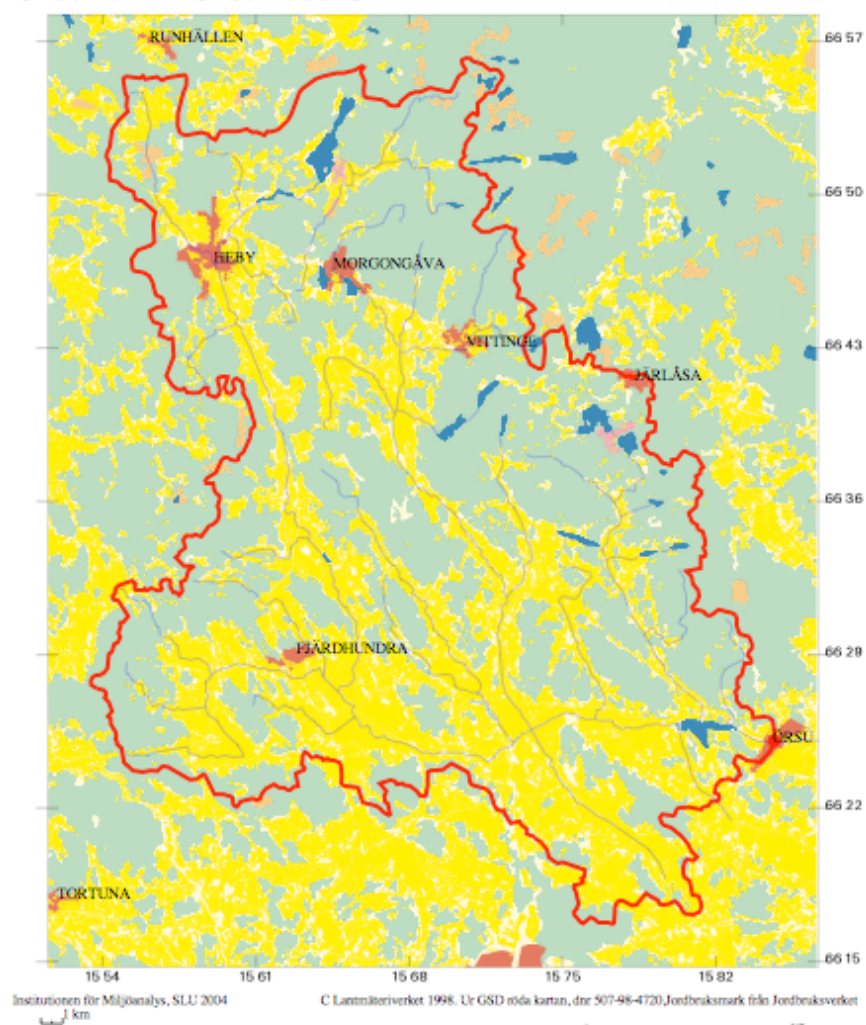 RUNHÄLLEN
66 57
66 50
HEBY
MORGONGÅVA
VITTINGE
66 43
JÄRLÅSA
66 36
FJÄRDHUNDRA
66 29
ÖRSU
66 22
TORTUNA
66 15
15 54 15 61 15 68 15 75 15 82
Institutionen för Miljöanalys, SLU 2004 C Lantmäteriverket 1998. Ur GSD röda kartan, dnr 507-98-4720,Jordbruksmark från Jordbruksverket
1 km